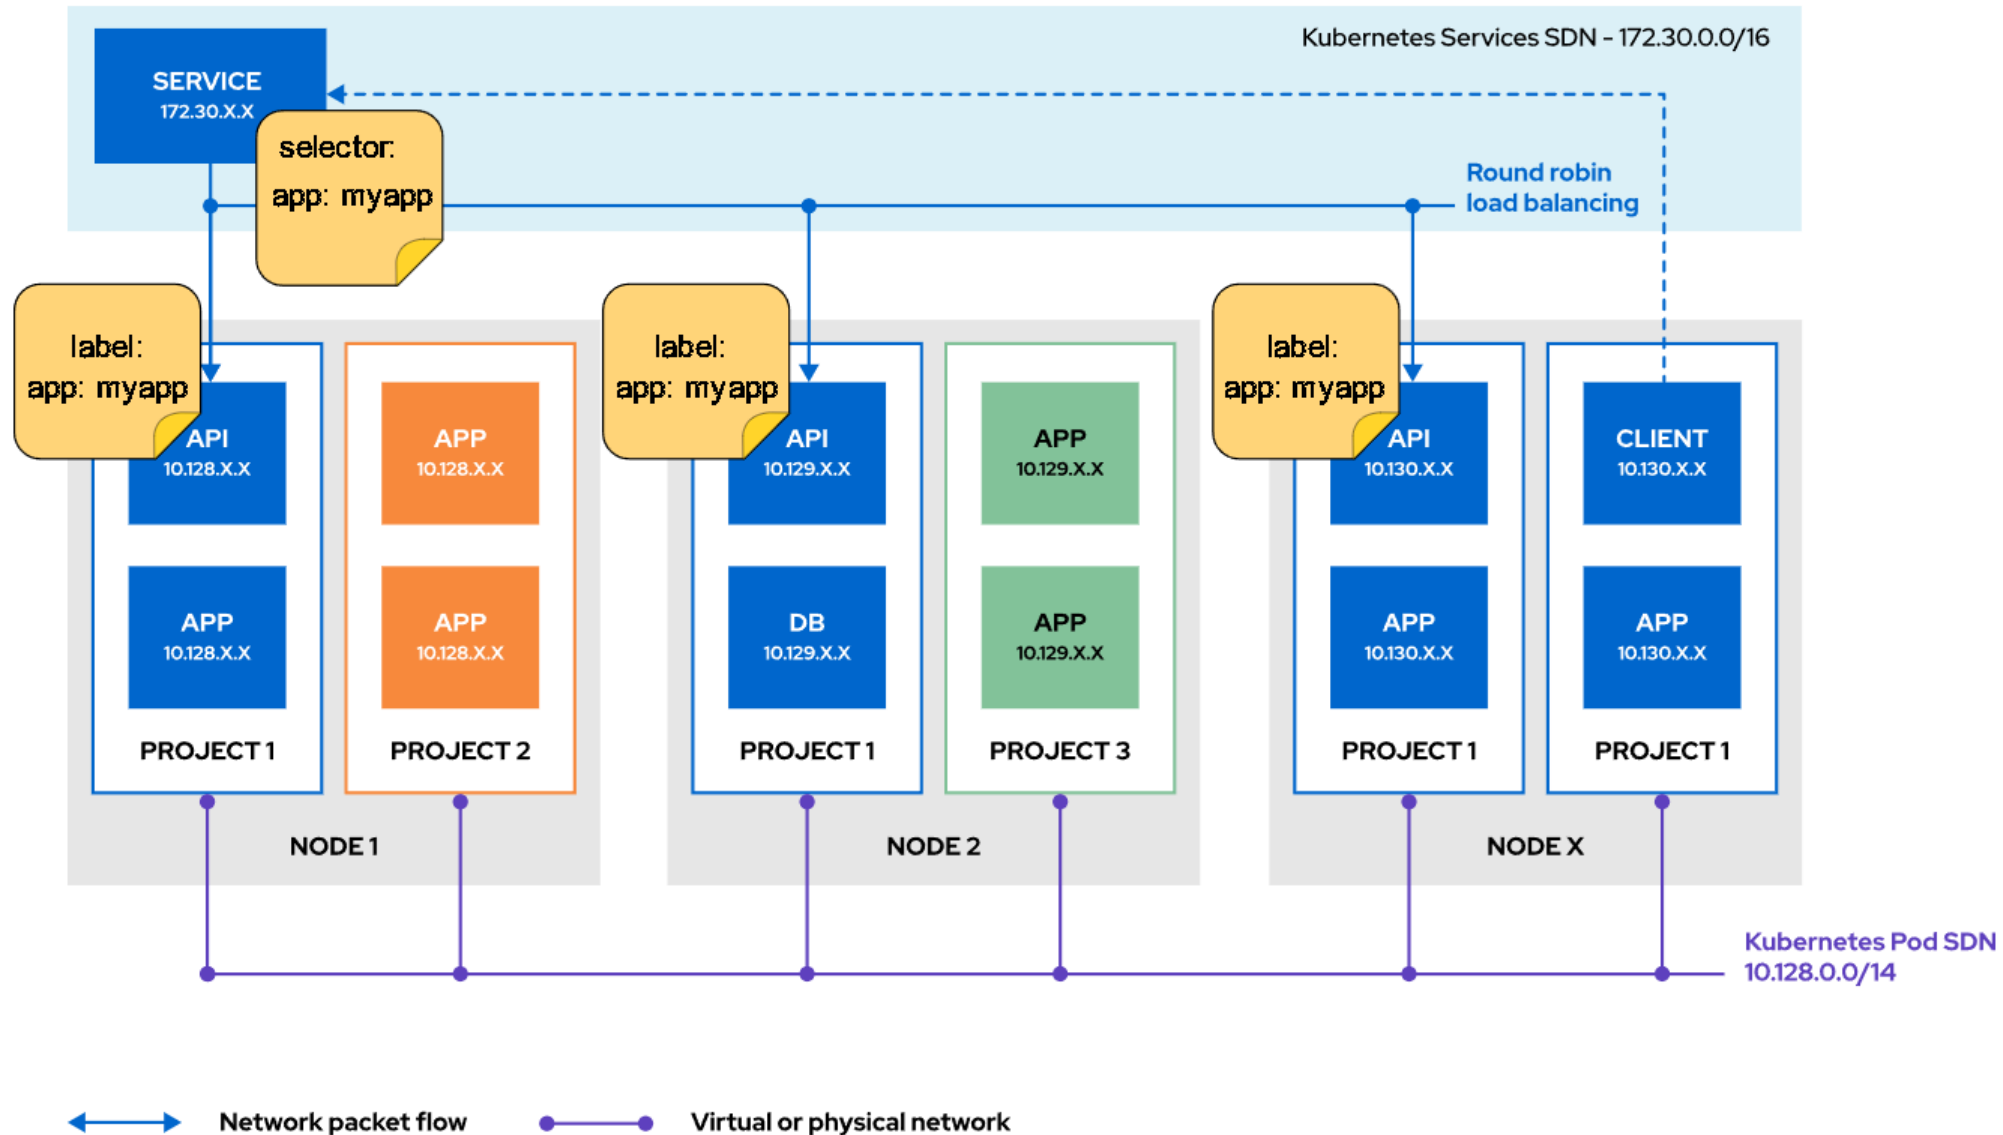 Kubernetes Services SDN - 172.30.0.0/16
SERVICE
172.30.X.X
selector:
app: myapp
Round robin
load balancing
label:
app: myapp
label:
app: myapp
label:
app: myapp
API
10.128.X.X
APP
10.128.X.X
API
10.129.X.X
APP
10.129.X.X
API
10.130.X.X
CLIENT
10.130.X.X
APP
10.128.X.X
APP
10.128.X.X
DB
10.129.X.X
APP
10.129.X.X
APP
10.130.X.X
APP
10.130.X.X
PROJECT 1
PROJECT 2
PROJECT 1
PROJECT 3
PROJECT 1
PROJECT 1
NODE 1
NODE 2
NODE X
Kubernetes Pod SDN
10.128.0.0/14
Network packet flow
Virtual or physical network